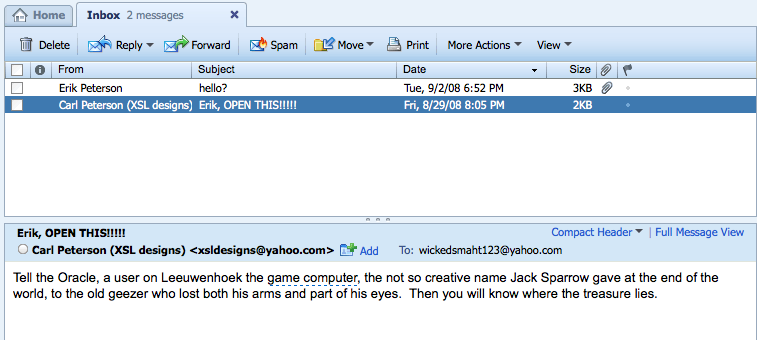 Home Inbox 2 messages
Delete Reply Forward Spam Move Print More Actions View
From Subject Date Size
Erik Peterson hello? Tue, 9/2/08 6:52 PM 3KB
Carl Peterson (XSL designs) Erik, OPEN THIS!!!!! Fri, 8/29/08 8:05 PM 2KB
Erik, OPEN THIS!!!!! Compact Header | Full Message View
Carl Peterson (XSL designs) <xsldesigns@yahoo.com> Add To: wickedsmaht123@yahoo.com
Tell the Oracle, a user on Leeuwenhoek the game computer, the not so creative name Jack Sparrow gave at the end of the
world, to the old geezer who lost both his arms and part of his eyes. Then you will know where the treasure lies.